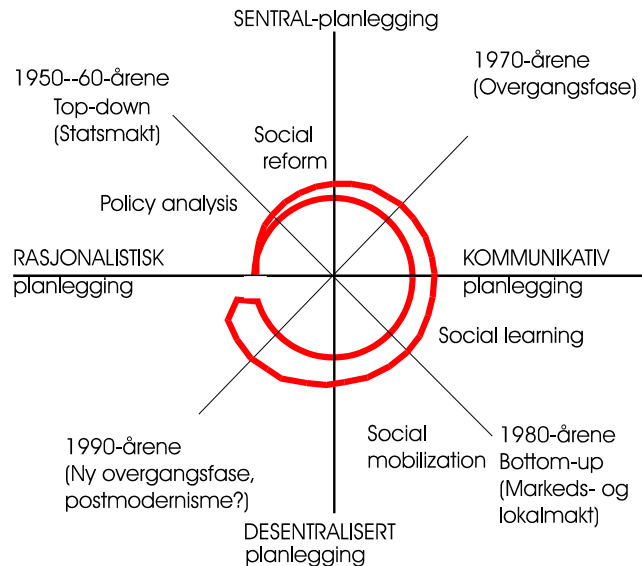 SENTRAL-planlegging
1950--60-årene
Top-down
(Statsmakt)
1970-årene
(Overgangsfase)
Social
reform
Policy analysis
RASJONALISTISK
planlegging
KOMMUNIKATIV
planlegging
Social learning
1990-årene
(Ny overgangsfase,
postmodernisme?)
Social
mobilization
1980-årene
Bottom-up
(Markeds- og
lokalmakt)
DESENTRALISERT
planlegging